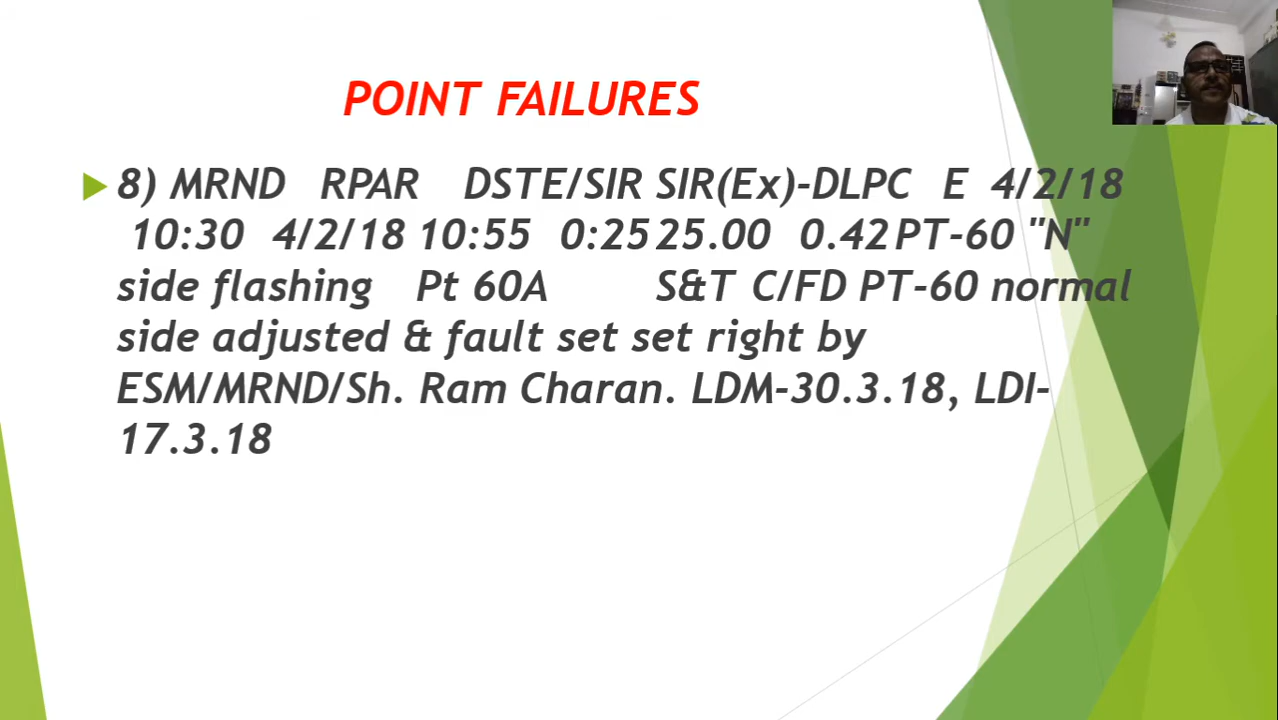 POINT FAILURES
8) MRND RPAR DSTE/SIR SIR(Ex)-DLPC E 4/2/18
10:30 4/2/18 10:55 0:25 25.00 0.42 PT-60 "N"
side flashing Pt 60A S&T C/FD PT-60 normal
side adjusted & fault set set right by
ESM/MRND/Sh. Ram Charan. LDM-30.3.18, LDI-
17.3.18